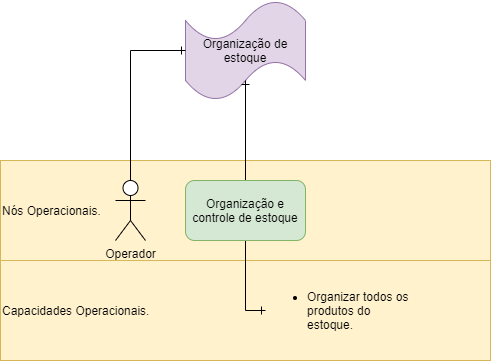 Organização de
estoque
Nós Operacionais.
Organização e
controle de estoque
Operador
Capacidades Operacionais.
• Organizar todos os
produtos do
estoque.